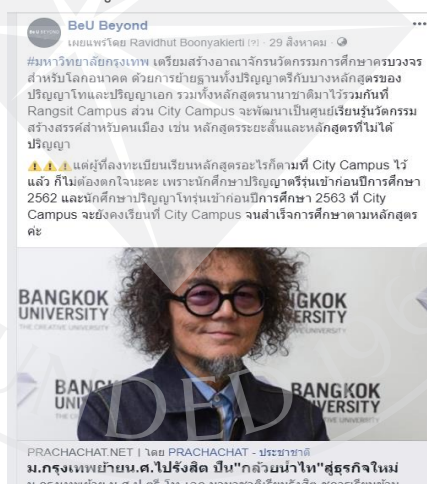 BeU Beyond
เผยแพร่โดย Ravidhut Boonyakierti [?] · 29 สิงหาคม ·
#มหาวิทยาลัยกรุงเทพ เตรียมสร้างอาณาจักรนวัตกรรมการศึกษาครบวงจร
สำหรับโลกอนาคต ด้วยการย้ายฐานทั้งปริญญาตรีกับบางหลักสูตรของ
ปริญญาโทและปริญญาเอก รวมทั้งหลักสูตรนานาชาติมาไว้รวมกันที่
Rangsit Campus ส่วน City Campus จะพัฒนาเป็นศูนย์เรียนรู้นวัตกรรม
สร้างสรรค์สำหรับคนเมือง เช่น หลักสูตรระยะสั้นและหลักสูตรที่ไม่ได้
ปริญญา
แต่ผู้ที่ลงทะเบียนเรียนหลักสูตรอะไรก็ตามที่ City Campus ไว้
แล้ว ก็ไม่ต้องตกใจนะคะ เพราะนักศึกษาปริญญาตรีรุ่นเข้าก่อนปีการศึกษา
2562 และนักศึกษาปริญญาโทรุ่นเข้าก่อนปีการศึกษา 2563 ที่ City
Campus จะยังคงเรียนที่ City Campus จนสำเร็จการศึกษาตามหลักสูตร
ค่ะ
BANGKOK
UNIVERSITY
THE CREATIVE UNIVERSITY
NGKOK
IVERSITY
BANG
UNI
BANGKOK
VERSITY
NDED 19
PRACHACHAT.NET | โดย PRACHACHAT - ประชาชาติ
ม.กรุงเทพย้ายน.ศ.ไปรังสิต ปั้น"กล้วยน้ำไท"สู่ธุรกิจใหม่